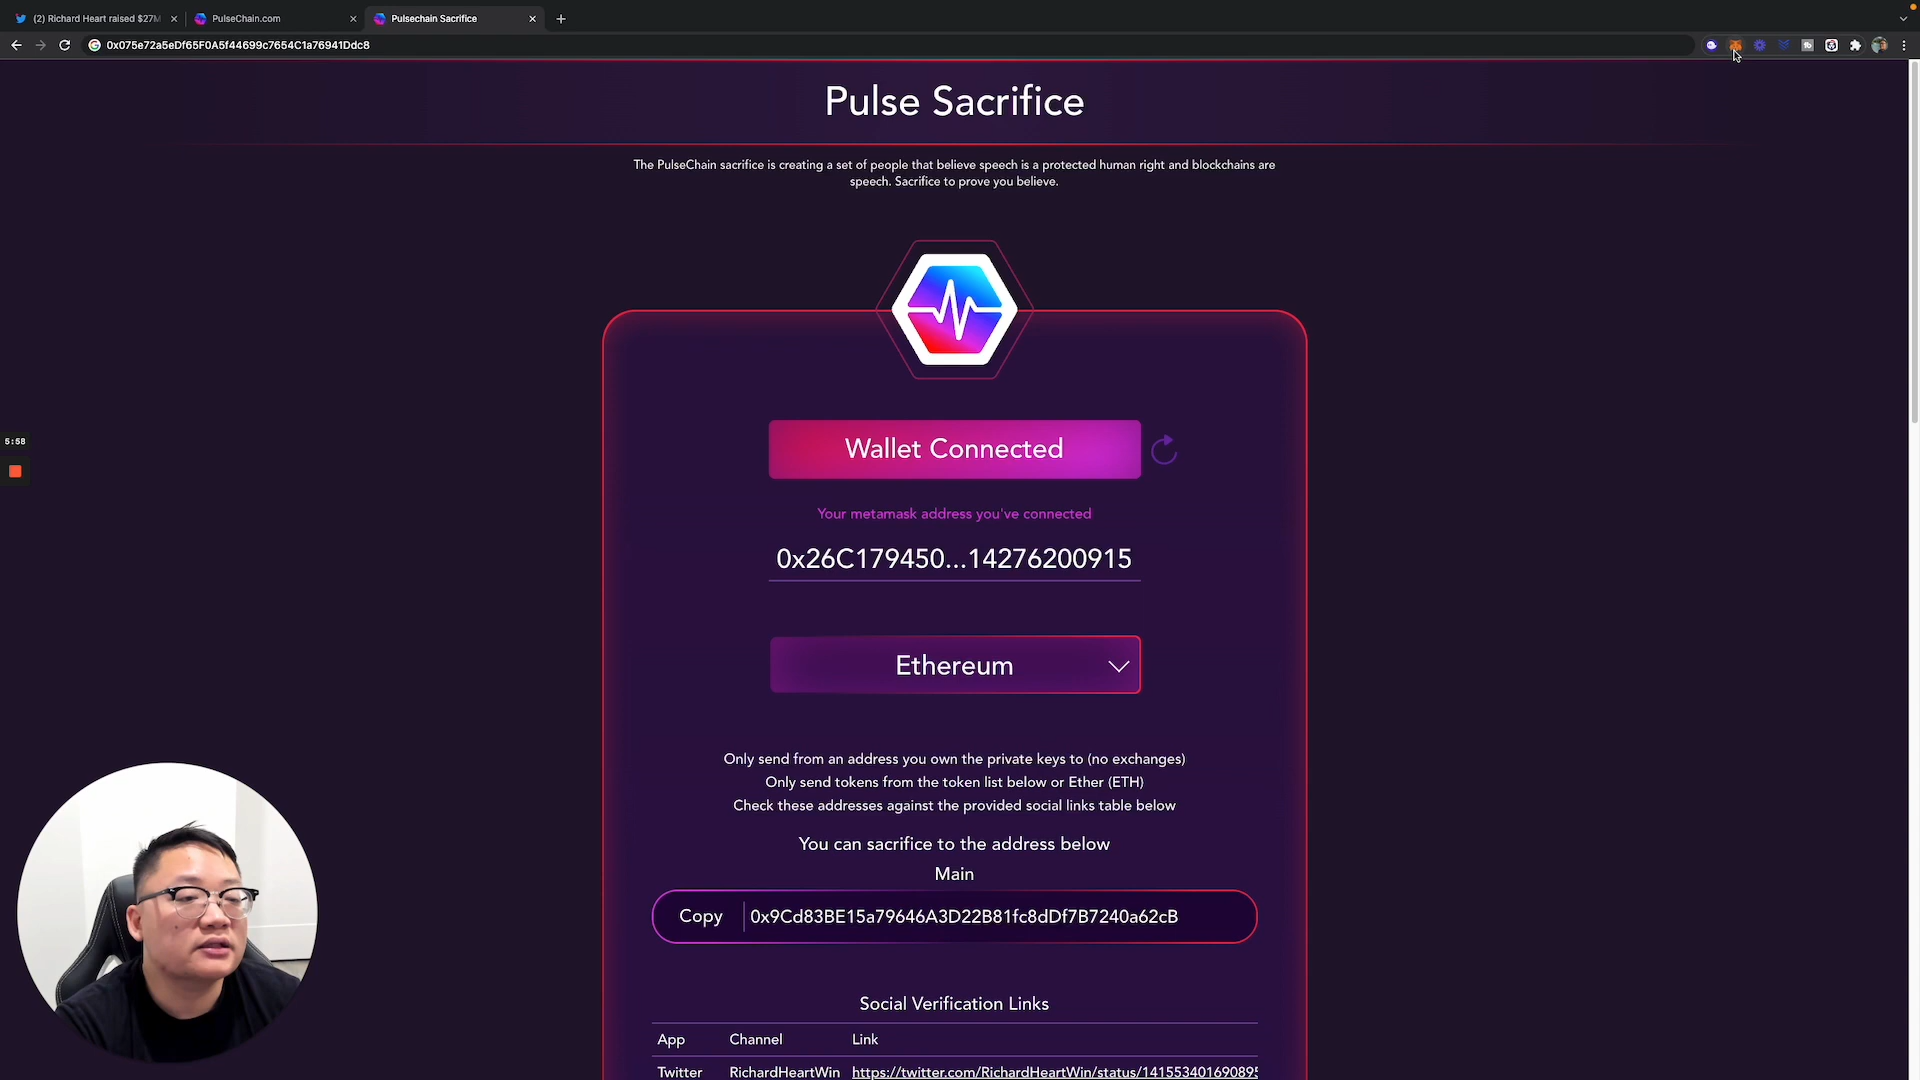 (2) Richard Heart raised $27M
PulseChain.com
Pulsechain Sacrifice
0x075e72a5eDf65F0A5f44699c7654C1a76941Ddc8
Pulse Sacrifice
The PulseChain sacrifice is creating a set of people that believe speech is a protected human right and blockchains are
speech. Sacrifice to prove you believe.
5:58
Wallet Connected
Your metamask address you've connected
0x26C179450...14276200915
Ethereum
Only send from an address you own the private keys to (no exchanges)
Only send tokens from the token list below or Ether (ETH)
Check these addresses against the provided social links table below
You can sacrifice to the address below
Main
Copy 0x9Cd83BE15a79646A3D22B81fc8dDf7B7240a62cB
Social Verification Links
App Channel Link
Twitter RichardHeartWin https://twitter.com/RichardHeartWin/status/141553401690895